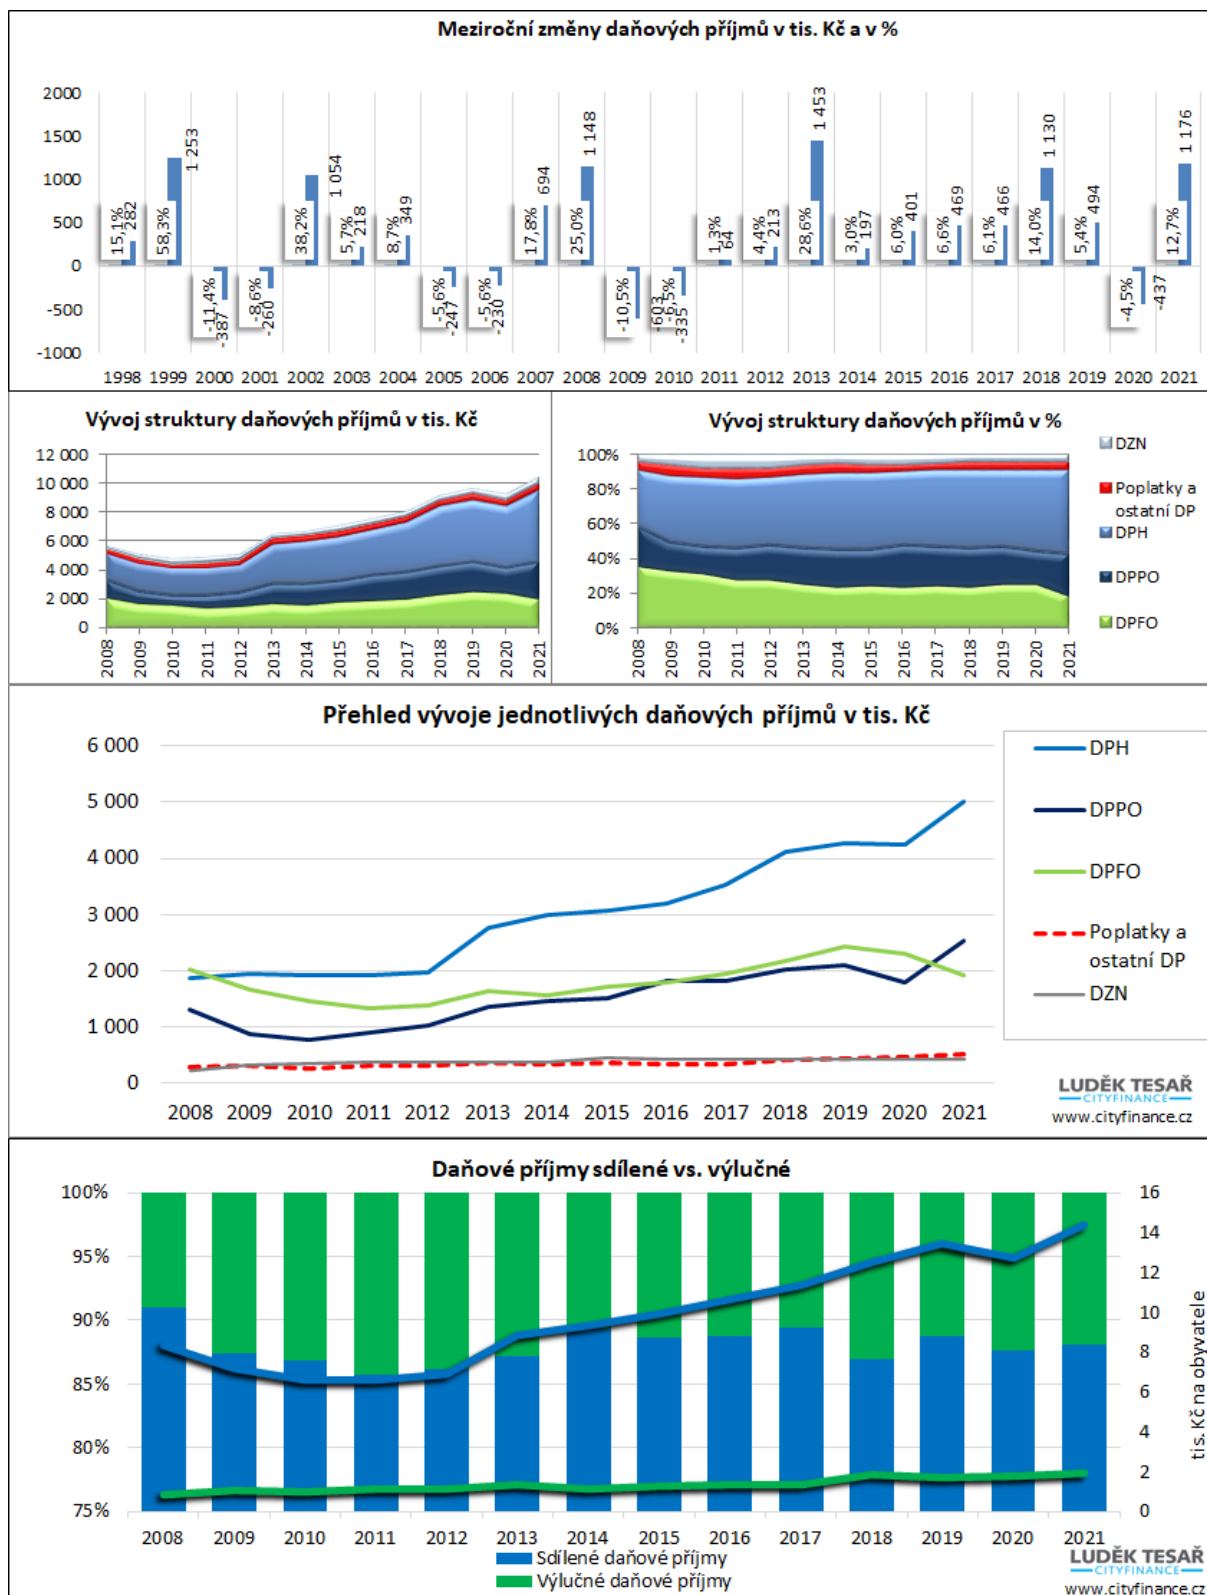 Meziroční změny daňových příjmů v tis. Kč a v %
2000
1500
1000
500
0
-500
-1000
15,1% 282
58,3% 1 253
-11,4% -387
-8,6% -260
38,2% 1 054
5,7% 218
8,7% 349
-5,6% -247
-5,6% -230
17,8% 694
25,0% 1 148
-10,5% -603
-6,5% -335
1,3% 64
4,4% 213
28,6% 1 453
3,0% 197
6,0% 401
6,6% 469
6,1% 466
14,0% 1 130
5,4% 494
-4,5% -437
12,7% 1 176
1998 1999 2000 2001 2002 2003 2004 2005 2006 2007 2008 2009 2010 2011 2012 2013 2014 2015 2016 2017 2018 2019 2020 2021
Vývoj struktury daňových příjmů v tis. Kč
12 000
10 000
8 000
6 000
4 000
2 000
0
2008 2009 2010 2011 2012 2013 2014 2015 2016 2017 2018 2019 2020 2021
Vývoj struktury daňových příjmů v %
100%
80%
60%
40%
20%
0%
2008 2009 2010 2011 2012 2013 2014 2015 2016 2017 2018 2019 2020 2021
DZN
Poplatky a
ostatní DP
DPH
DPPO
DPFO
Přehled vývoje jednotlivých daňových příjmů v tis. Kč
6 000
5 000
4 000
3 000
2 000
1 000
0
2008 2009 2010 2011 2012 2013 2014 2015 2016 2017 2018 2019 2020 2021
DPH
DPPO
DPFO
Poplatky a
ostatní DP
DZN
LUDĚK TESAŘ
CITYFINANCE
www.cityfinance.cz
Daňové příjmy sdílené vs. výlučné
100%
95%
90%
85%
80%
75%
16
14
12
10
8
6
4
2
0
tis. Kč na obyvatele
2008 2009 2010 2011 2012 2013 2014 2015 2016 2017 2018 2019 2020 2021
Sdílené daňové příjmy
Výlučné daňové příjmy
LUDĚK TESAŘ
CITYFINANCE
www.cityfinance.cz